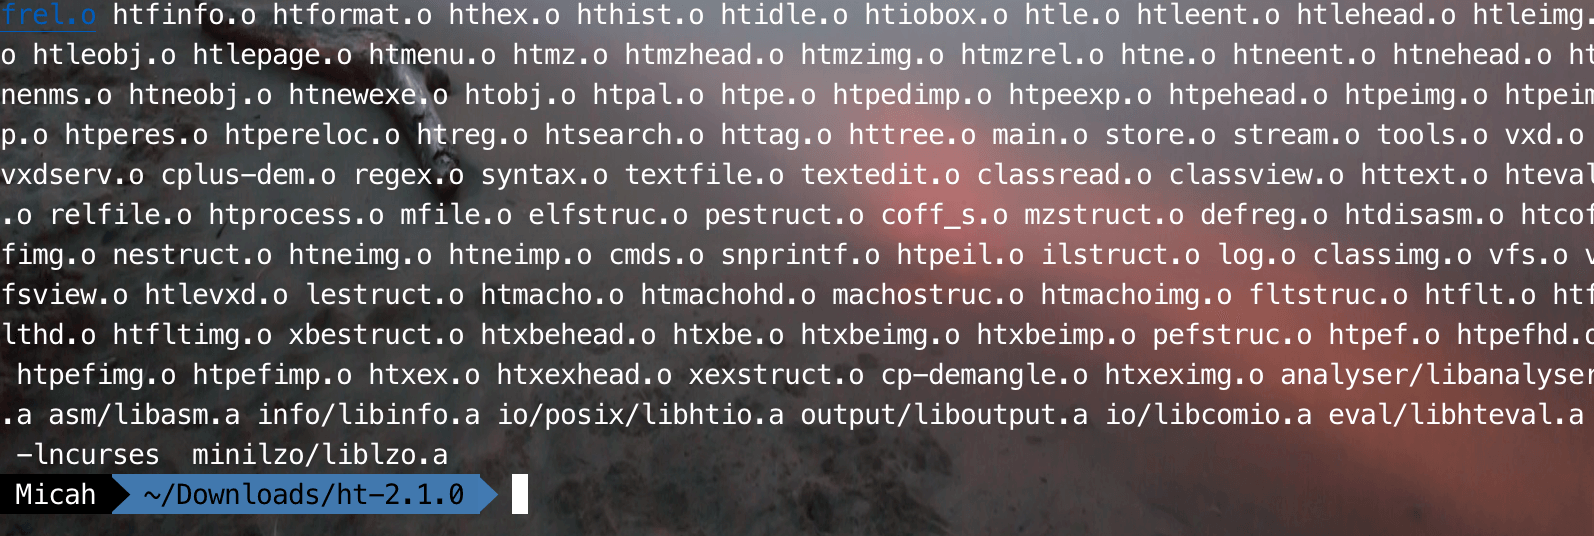 frel.o htfinfo.o htformat.o hthex.o hthist.o htidle.o htiobox.o htle.o htleent.o htlehead.o htleimg.
o htleobj.o htlepage.o htmenu.o htmz.o htmzhead.o htmzimg.o htmzrel.o htne.o htneent.o htnehead.o ht
nenms.o htneobj.o htnewexe.o htobj.o htpal.o htpe.o htpedimp.o htpeexp.o htpehead.o htpeimg.o htpeim
p.o htperes.o htpereloc.o htreg.o htsearch.o httag.o httree.o main.o store.o stream.o tools.o vxd.o
vxdserv.o cplus-dem.o regex.o syntax.o textfile.o textedit.o classread.o classview.o httext.o hteval
.o relfile.o htprocess.o mfile.o elfstruc.o pestruct.o coff_s.o mzstruct.o defreg.o htdisasm.o htcof
fimg.o nestruct.o htneimg.o htneimp.o cmds.o snprintf.o htpeil.o ilstruct.o log.o classimg.o vfs.o v
fsview.o htlevxd.o lestruct.o htmacho.o htmachohd.o machostruc.o htmachoimg.o fltstruc.o htflt.o htf
lthd.o htfltimg.o xbestruct.o htxbehead.o htxbe.o htxbeimg.o htxbeimp.o pefstruc.o htpef.o htpefhd.o
htpefimg.o htpefimp.o htxex.o htxexhead.o xexstruct.o cp-demangle.o htxeximg.o analyser/libanalyser
.a asm/libasm.a info/libinfo.a io/posix/libhtio.a output/liboutput.a io/libcomio.a eval/libhteval.a
-lncurses  minilzo/liblzo.a
Micah ~/Downloads/ht-2.1.0